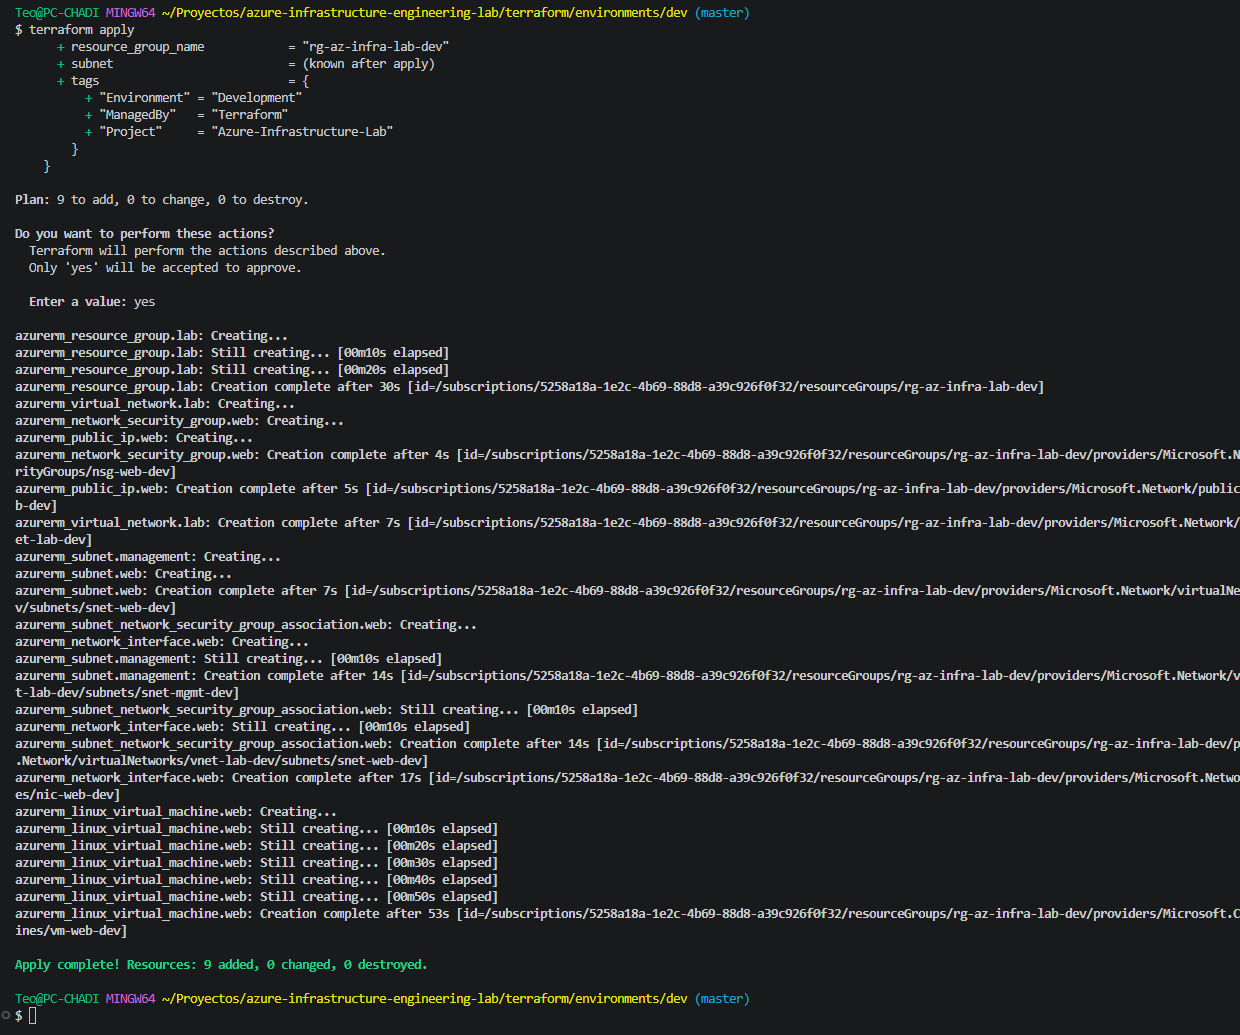 Teo@PC-CHADI MINGW64 ~/Proyectos/azure-infrastructure-engineering-lab/terraform/environments/dev (master)
$ terraform apply
      + resource_group_name            = "rg-az-infra-lab-dev"
      + subnet                         = (known after apply)
      + tags                           = {
          + "Environment" = "Development"
          + "ManagedBy"   = "Terraform"
          + "Project"     = "Azure-Infrastructure-Lab"
        }
    }

Plan: 9 to add, 0 to change, 0 to destroy.

Do you want to perform these actions?
  Terraform will perform the actions described above.
  Only 'yes' will be accepted to approve.

  Enter a value: yes

azurerm_resource_group.lab: Creating...
azurerm_resource_group.lab: Still creating... [00m10s elapsed]
azurerm_resource_group.lab: Still creating... [00m20s elapsed]
azurerm_resource_group.lab: Creation complete after 30s [id=/subscriptions/5258a18a-1e2c-4b69-88d8-a39c926f0f32/resourceGroups/rg-az-infra-lab-dev]
azurerm_virtual_network.lab: Creating...
azurerm_network_security_group.web: Creating...
azurerm_public_ip.web: Creating...
azurerm_network_security_group.web: Creation complete after 4s [id=/subscriptions/5258a18a-1e2c-4b69-88d8-a39c926f0f32/resourceGroups/rg-az-infra-lab-dev/providers/Microsoft.N
rityGroups/nsg-web-dev]
azurerm_public_ip.web: Creation complete after 5s [id=/subscriptions/5258a18a-1e2c-4b69-88d8-a39c926f0f32/resourceGroups/rg-az-infra-lab-dev/providers/Microsoft.Network/public
b-dev]
azurerm_virtual_network.lab: Creation complete after 7s [id=/subscriptions/5258a18a-1e2c-4b69-88d8-a39c926f0f32/resourceGroups/rg-az-infra-lab-dev/providers/Microsoft.Network/
et-lab-dev]
azurerm_subnet.management: Creating...
azurerm_subnet.web: Creating...
azurerm_subnet.web: Creation complete after 7s [id=/subscriptions/5258a18a-1e2c-4b69-88d8-a39c926f0f32/resourceGroups/rg-az-infra-lab-dev/providers/Microsoft.Network/virtualNe
v/subnets/snet-web-dev]
azurerm_subnet_network_security_group_association.web: Creating...
azurerm_network_interface.web: Creating...
azurerm_subnet.management: Still creating... [00m10s elapsed]
azurerm_subnet.management: Creation complete after 14s [id=/subscriptions/5258a18a-1e2c-4b69-88d8-a39c926f0f32/resourceGroups/rg-az-infra-lab-dev/providers/Microsoft.Network/v
t-lab-dev/subnets/snet-mgmt-dev]
azurerm_subnet_network_security_group_association.web: Still creating... [00m10s elapsed]
azurerm_network_interface.web: Still creating... [00m10s elapsed]
azurerm_subnet_network_security_group_association.web: Creation complete after 14s [id=/subscriptions/5258a18a-1e2c-4b69-88d8-a39c926f0f32/resourceGroups/rg-az-infra-lab-dev/p
.Network/virtualNetworks/vnet-lab-dev/subnets/snet-web-dev]
azurerm_network_interface.web: Creation complete after 17s [id=/subscriptions/5258a18a-1e2c-4b69-88d8-a39c926f0f32/resourceGroups/rg-az-infra-lab-dev/providers/Microsoft.Netwo
es/nic-web-dev]
azurerm_linux_virtual_machine.web: Creating...
azurerm_linux_virtual_machine.web: Still creating... [00m10s elapsed]
azurerm_linux_virtual_machine.web: Still creating... [00m20s elapsed]
azurerm_linux_virtual_machine.web: Still creating... [00m30s elapsed]
azurerm_linux_virtual_machine.web: Still creating... [00m40s elapsed]
azurerm_linux_virtual_machine.web: Still creating... [00m50s elapsed]
azurerm_linux_virtual_machine.web: Creation complete after 53s [id=/subscriptions/5258a18a-1e2c-4b69-88d8-a39c926f0f32/resourceGroups/rg-az-infra-lab-dev/providers/Microsoft.C
ines/vm-web-dev]

Apply complete! Resources: 9 added, 0 changed, 0 destroyed.

Teo@PC-CHADI MINGW64 ~/Proyectos/azure-infrastructure-engineering-lab/terraform/environments/dev (master)
$